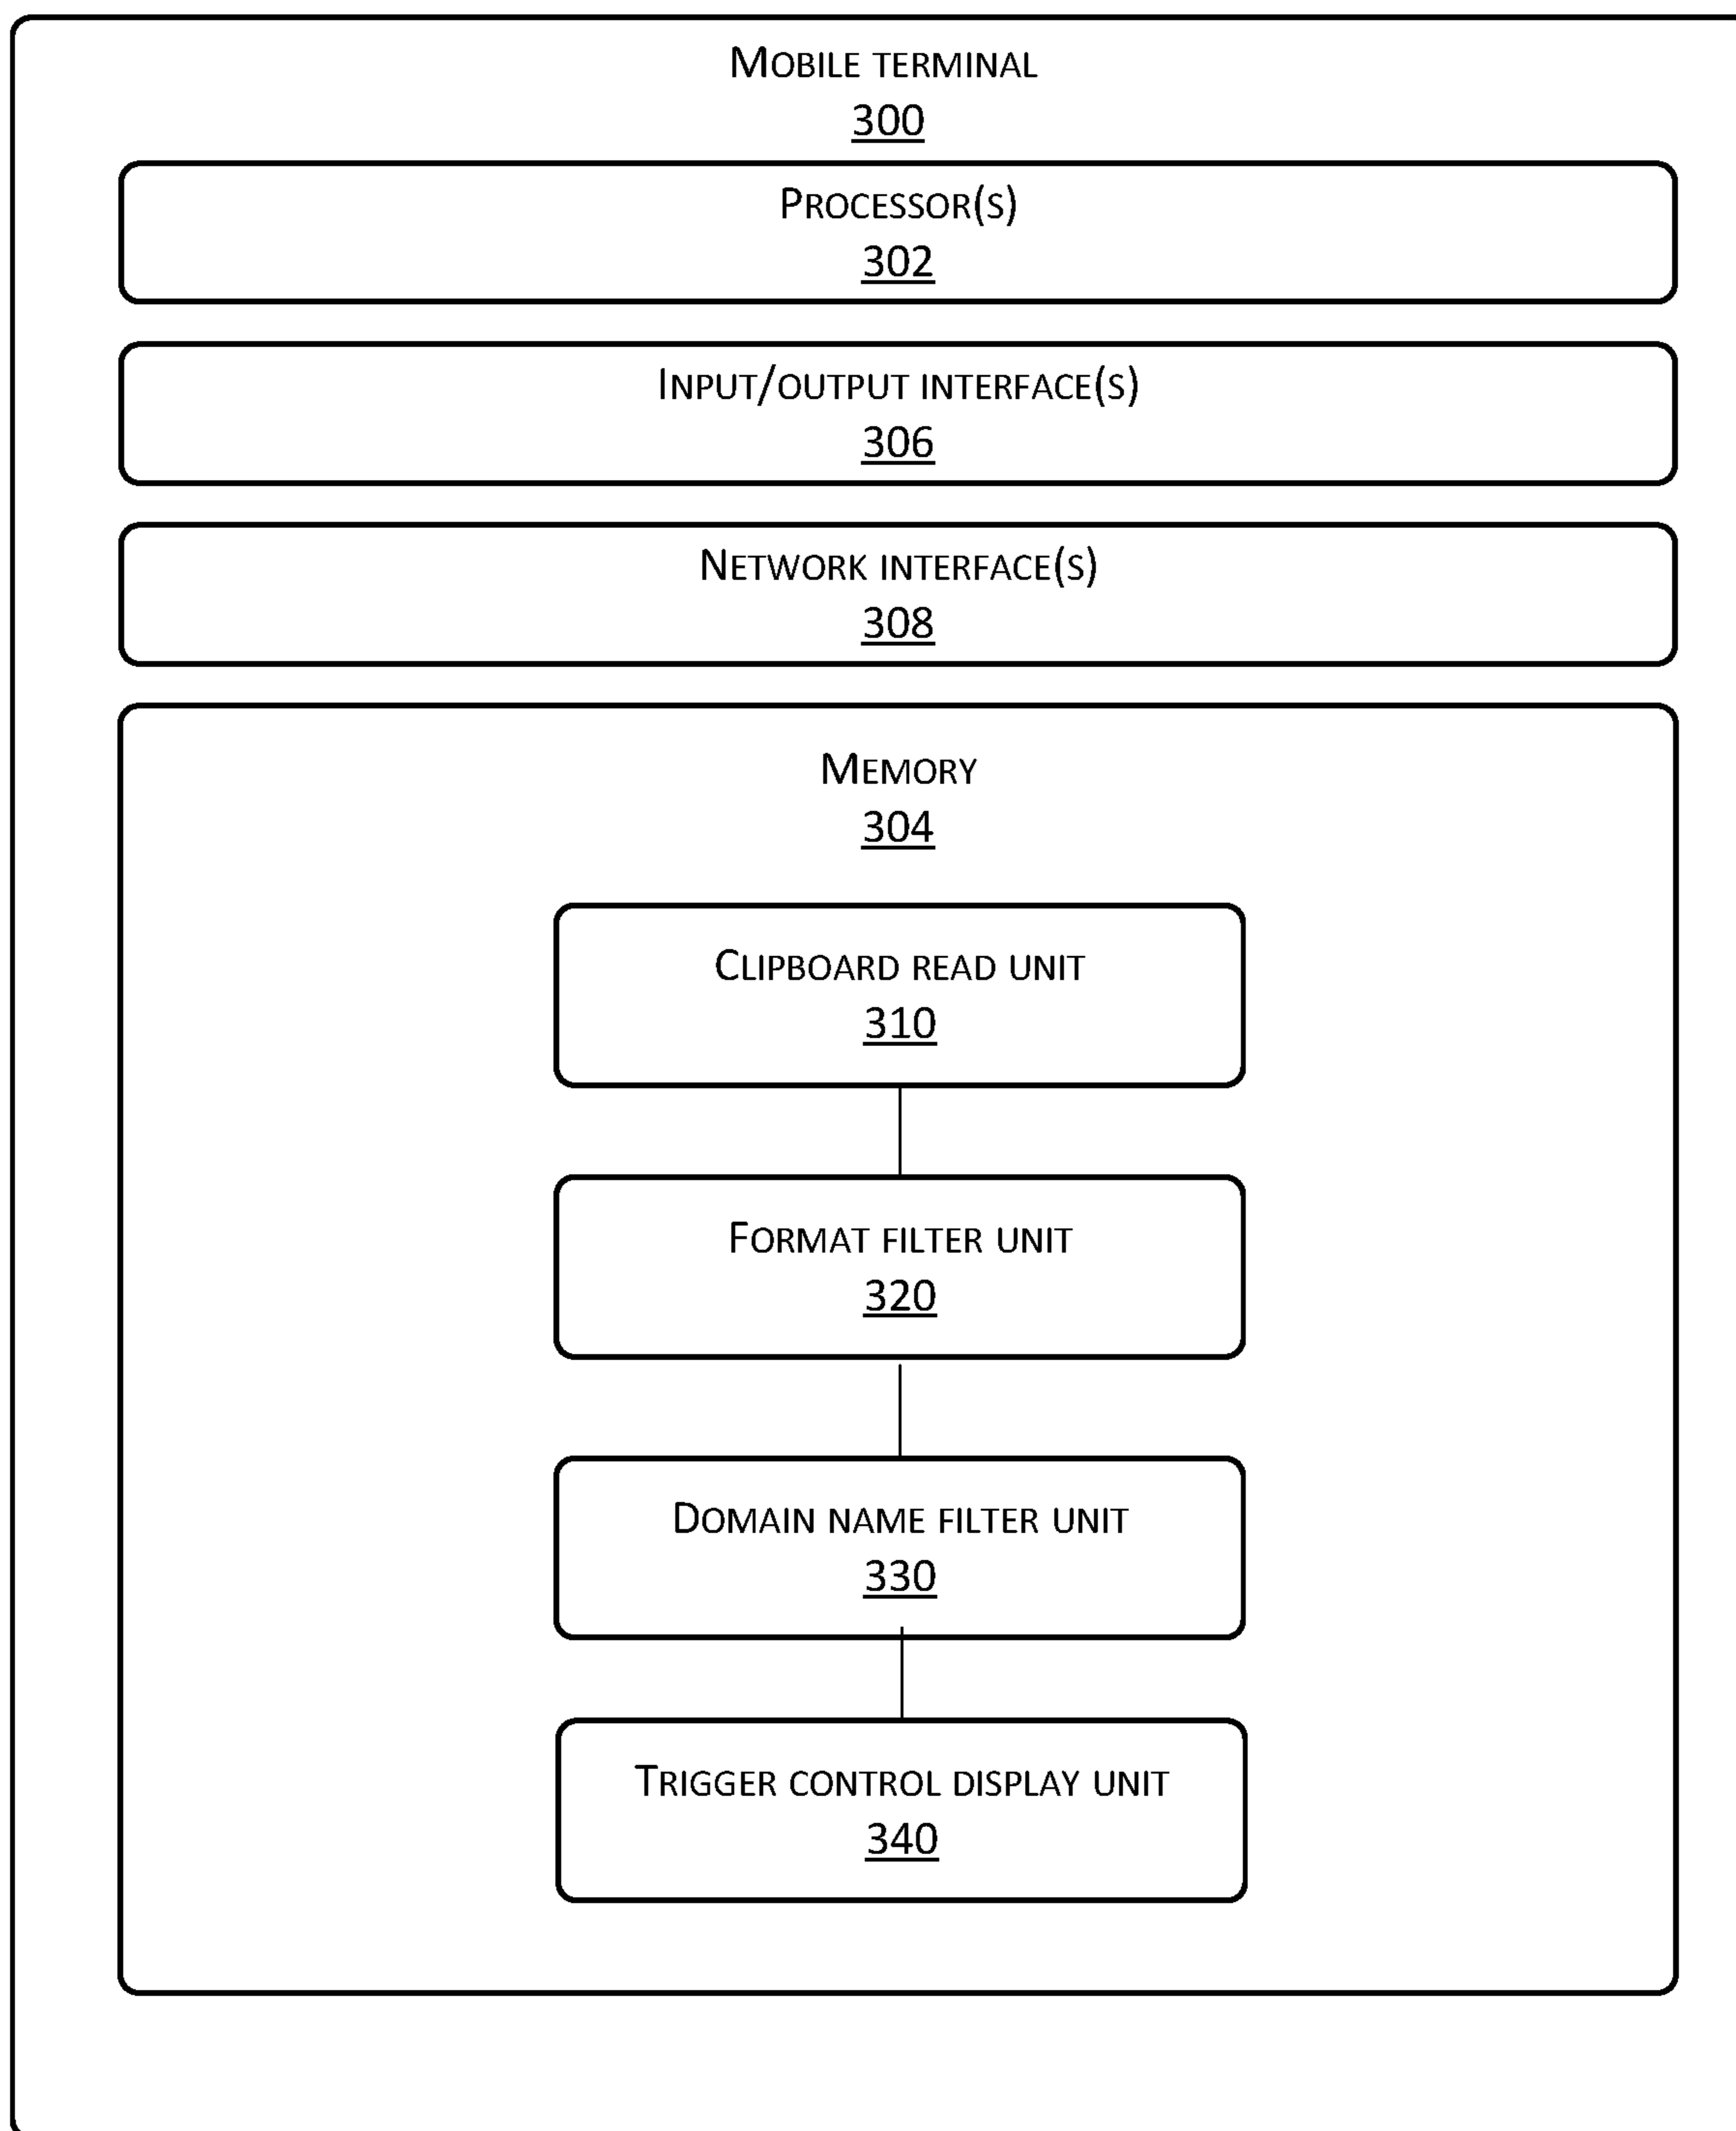 Mobile terminal
300
Processor(s)
302
Input/output interface(s)
306
Network interface(s)
308
Memory
304
Clipboard read unit
310
Format filter unit
320
Domain name filter unit
330
Trigger control display unit
340